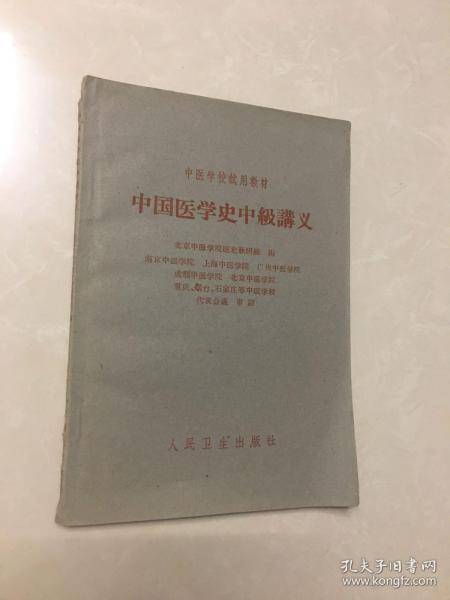 中医学校試用教材
中国医学史中級講义
北京中医学院医史教研組 編
南京中医学院 上海中医学院 广州中医学院
成都中医学院 北京中医学院
重庆、烟台、石家庄等中医学校
代表会議 审訂
人民卫生出版社
孔夫子旧书网
www.kongfz.com